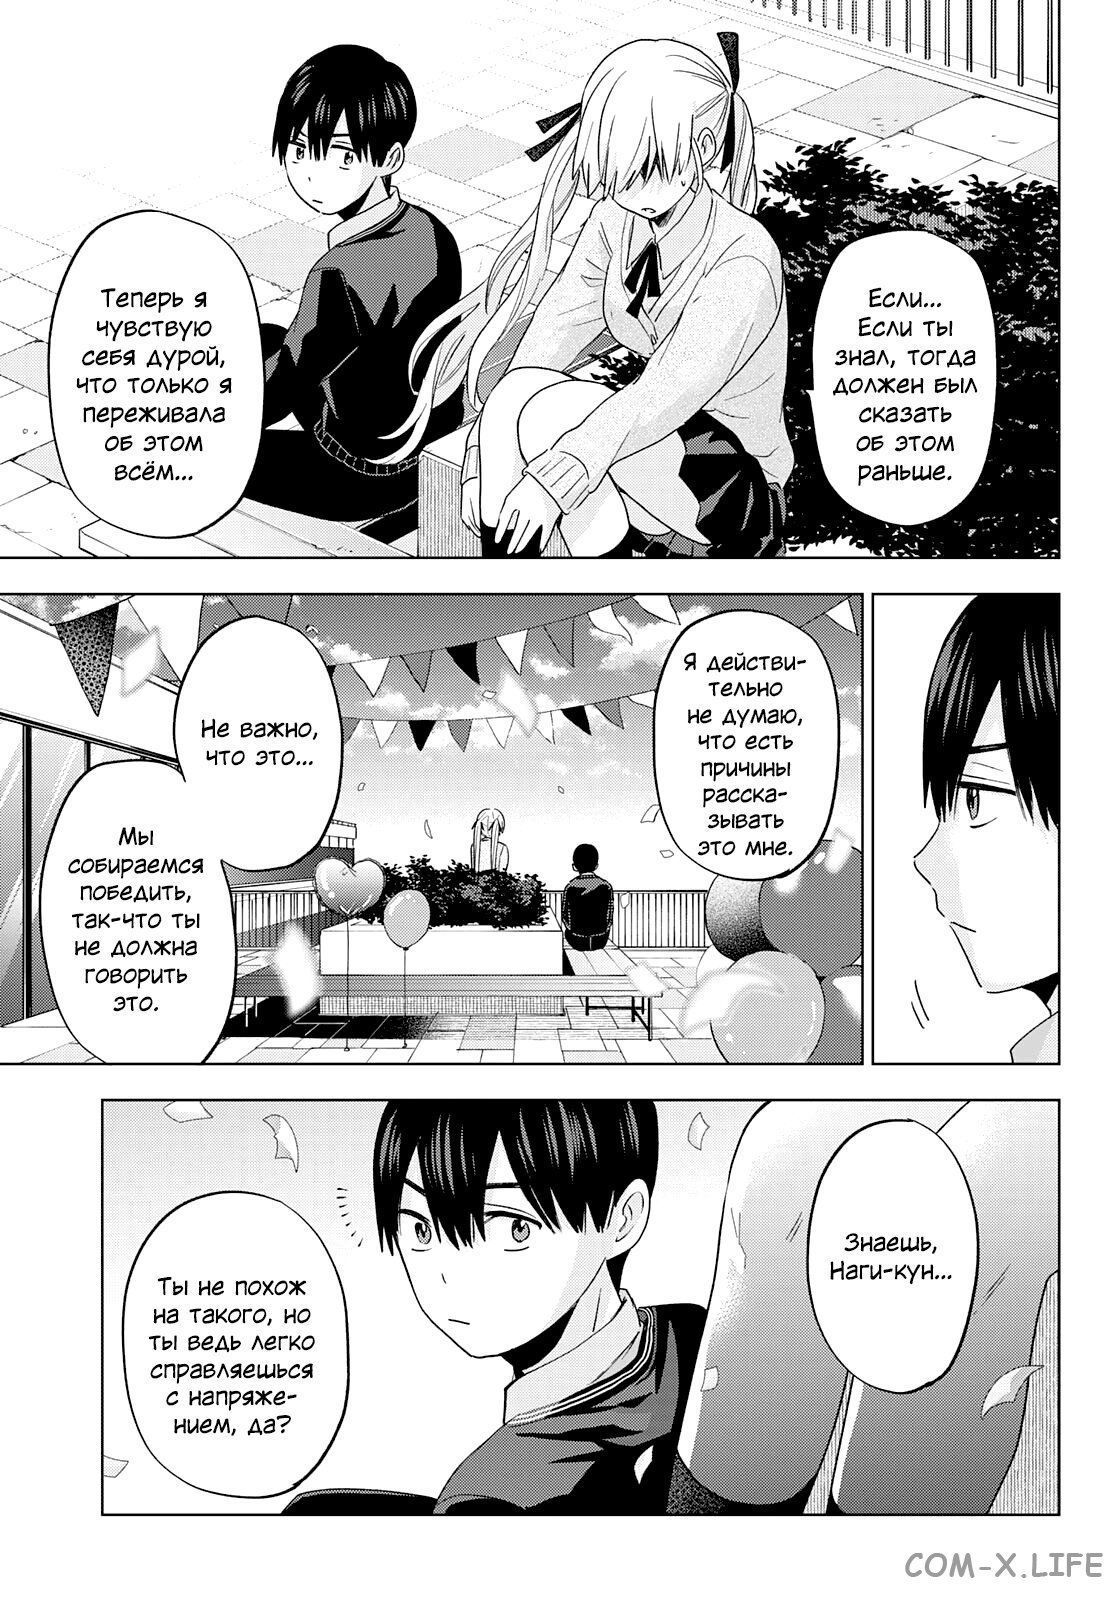 Если...
Если ты
знал, тогда
должен был
сказать
об этом
раньше.
Теперь я
чувствую
себя дурой,
что только я
переживала
об этом
всём...
Я действи-
тельно
не думаю,
что есть
причины
расска-
зывать
это мне.
Не важно,
что это...
Мы
собираемся
победить,
так-что ты
не должна
говорить
это.
Знаешь,
Наги-кун...
Ты не похож
на такого, но
ты ведь легко
справляешься
с напряже-
нием, да?
COM-X.LIFE